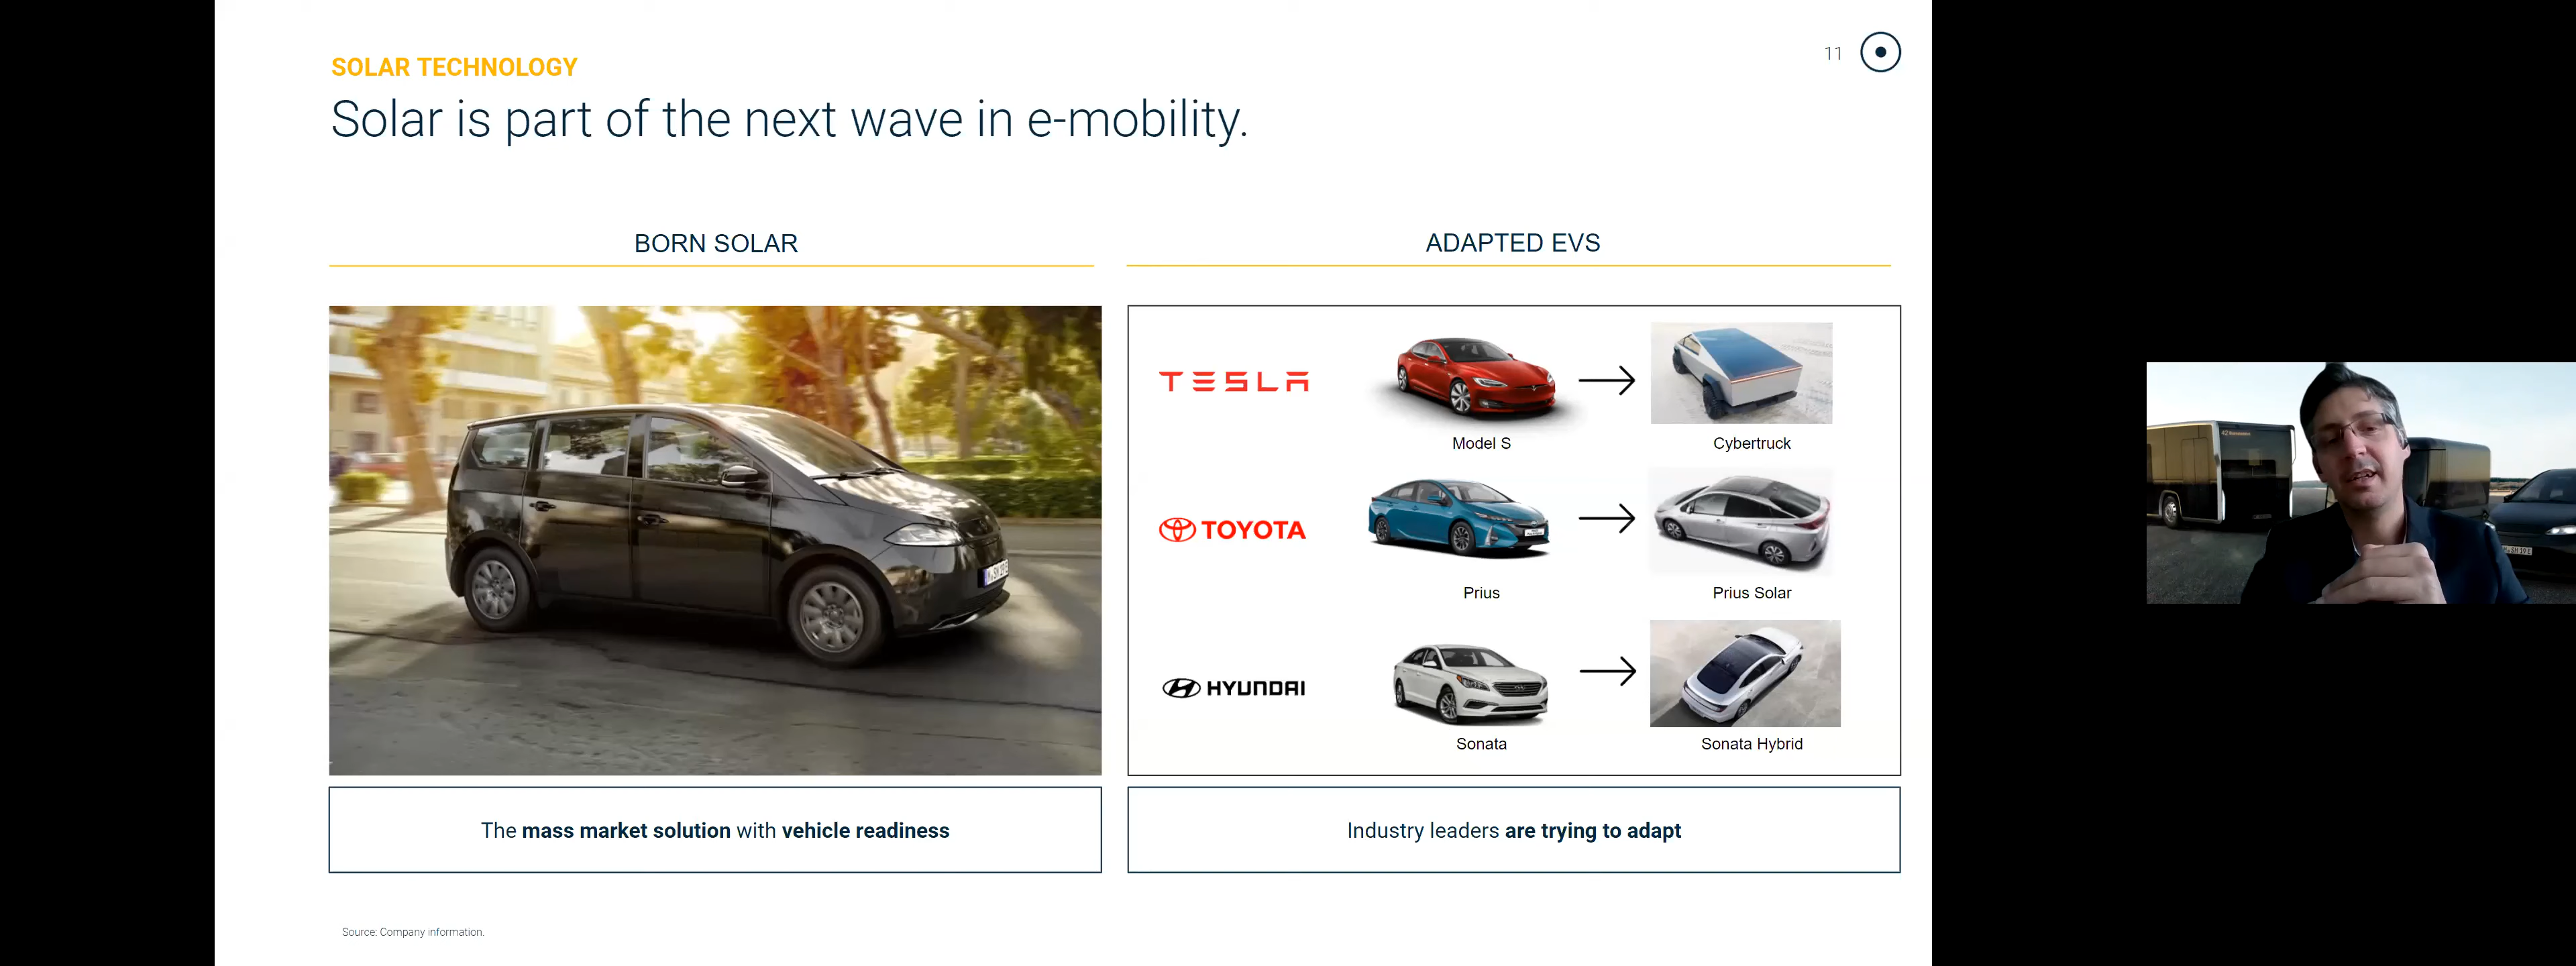 SOLAR TECHNOLOGY
11
Solar is part of the next wave in e-mobility.
BORN SOLAR
ADAPTED EVS
TESLA
Model S
Cybertruck
TOYOTA
Prius
Prius Solar
HYUNDAI
Sonata
Sonata Hybrid
The mass market solution with vehicle readiness
Industry leaders are trying to adapt
Source: Company information.